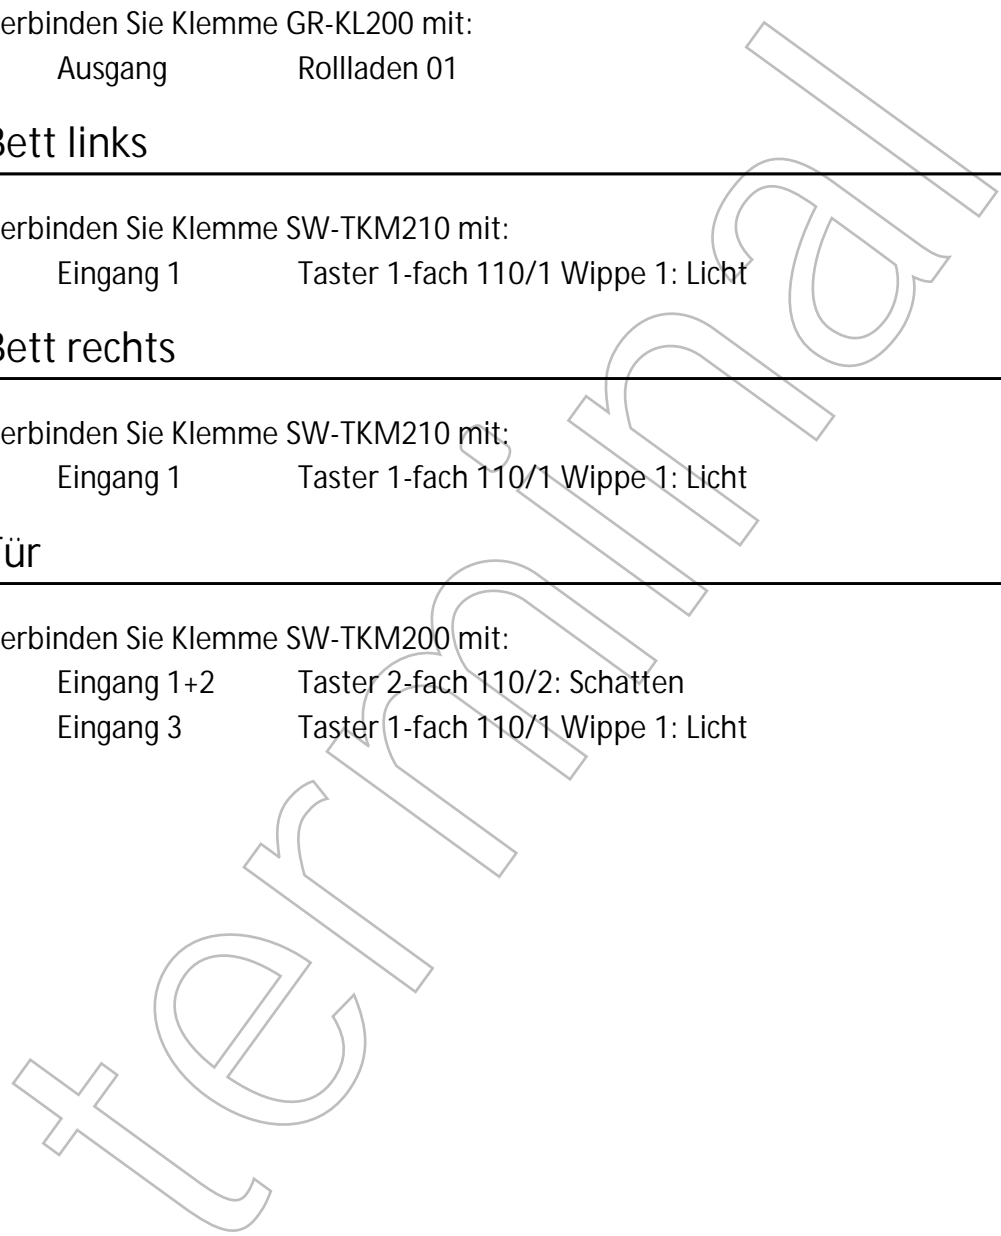 erbinden Sie Klemme GR-KL200 mit:
Ausgang Rollladen 01
Bett links
erbinden Sie Klemme SW-TKM210 mit:
Eingang 1 Taster 1-fach 110/1 Wippe 1: Licht
Bett rechts
erbinden Sie Klemme SW-TKM210 mit:
Eingang 1 Taster 1-fach 110/1 Wippe 1: Licht
Tür
erbinden Sie Klemme SW-TKM200 mit:
Eingang 1+2 Taster 2-fach 110/2: Schatten
Eingang 3 Taster 1-fach 110/1 Wippe 1: Licht
terminal